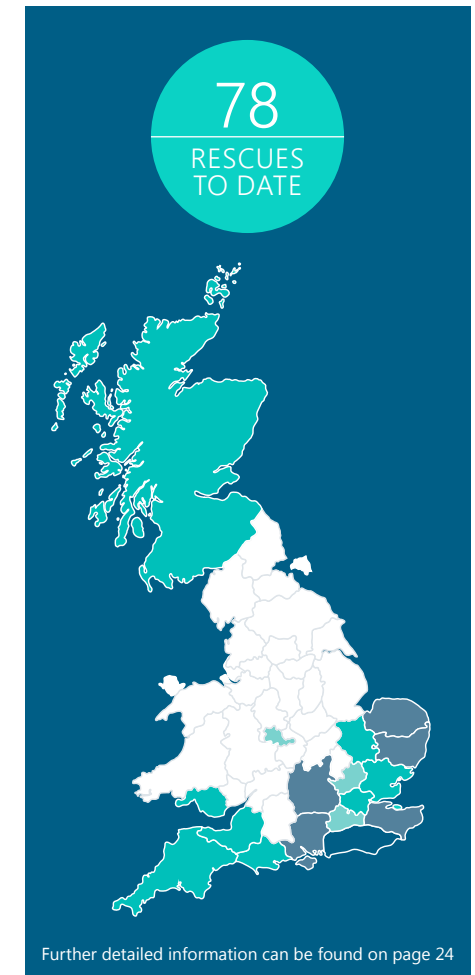 78
RESCUES
TO DATE
Further detailed information can be found on page 24